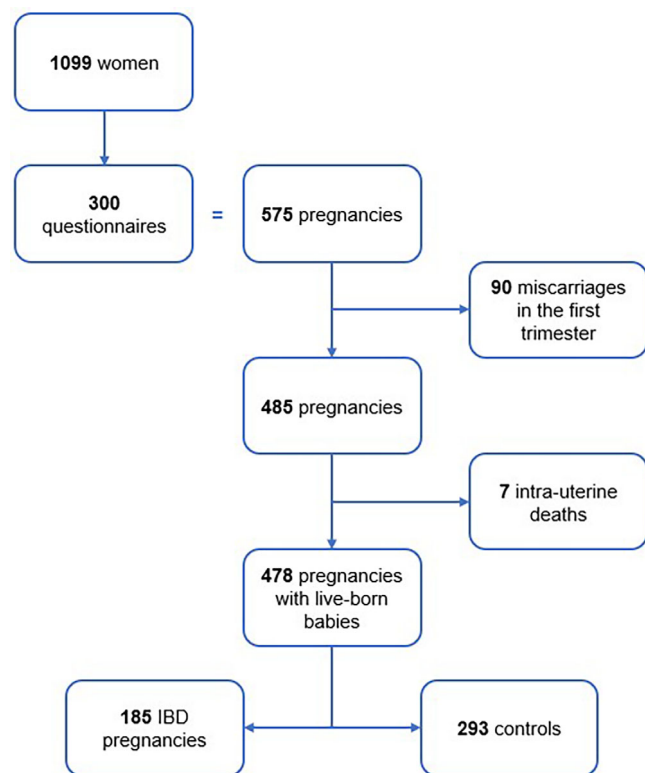 1099 women
300
questionnaires
=
575 pregnancies
90 miscarriages
in the first
trimester
485 pregnancies
7 intra-uterine
deaths
478 pregnancies
with live-born
babies
185 IBD
pregnancies
293 controls